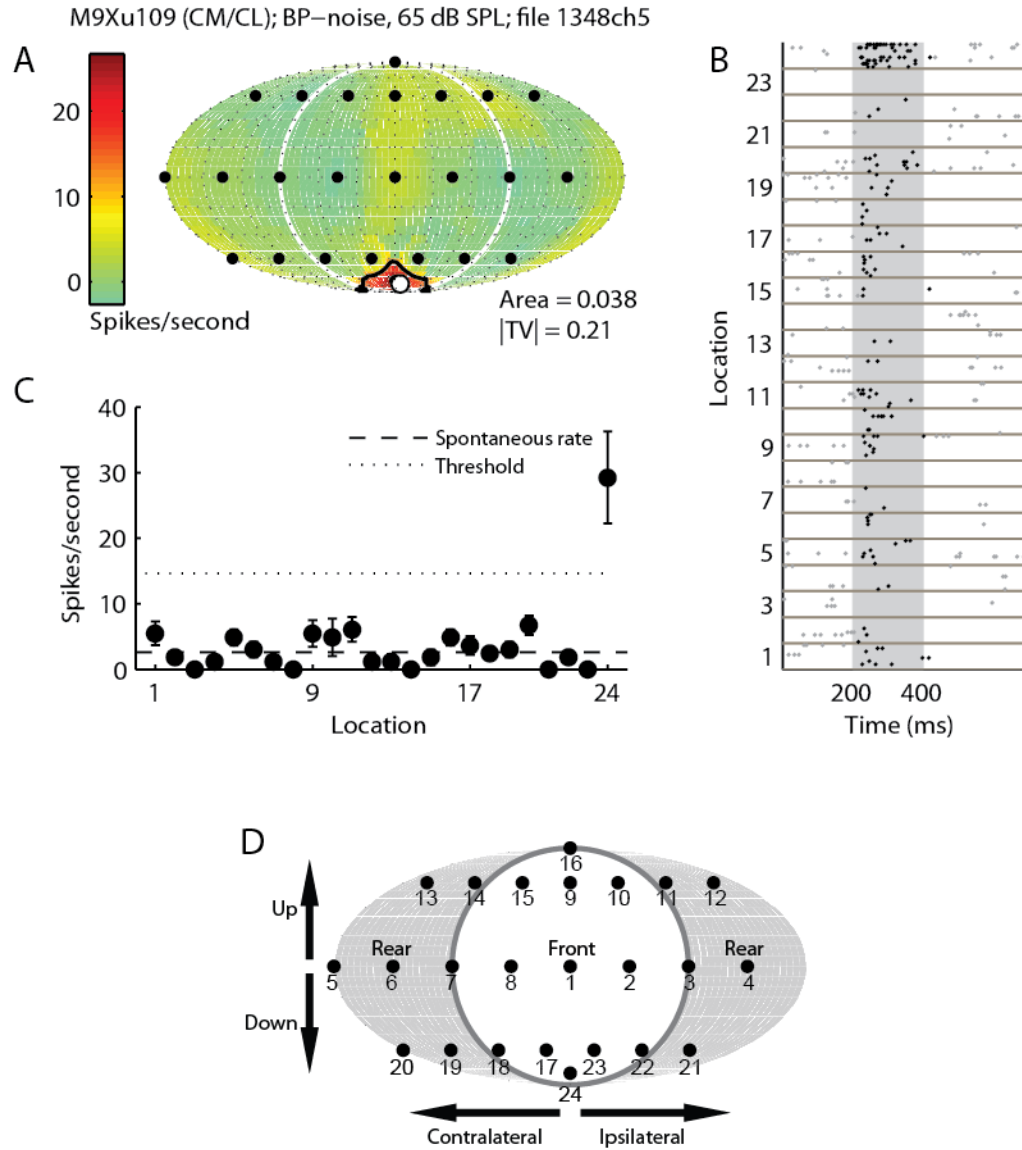 M9Xu109 (CM/CL); BP−noise, 65 dB SPL; file 1348ch5
A
20
10
0
Spikes/second
Area = 0.038
|TV| = 0.21
B
23
21
19
17
15
13
11
9
7
5
3
1
Location
200 400
Time (ms)
C
40
30
20
10
0
Spikes/second
Spontaneous rate
Threshold
1 9 17 24
Location
D
Up
Down
16
13 14 15 9 10 11 12
Rear Front Rear
5 6 7 8 1 2 3 4
20 19 18 17 23 22 21
24
Contralateral Ipsilateral